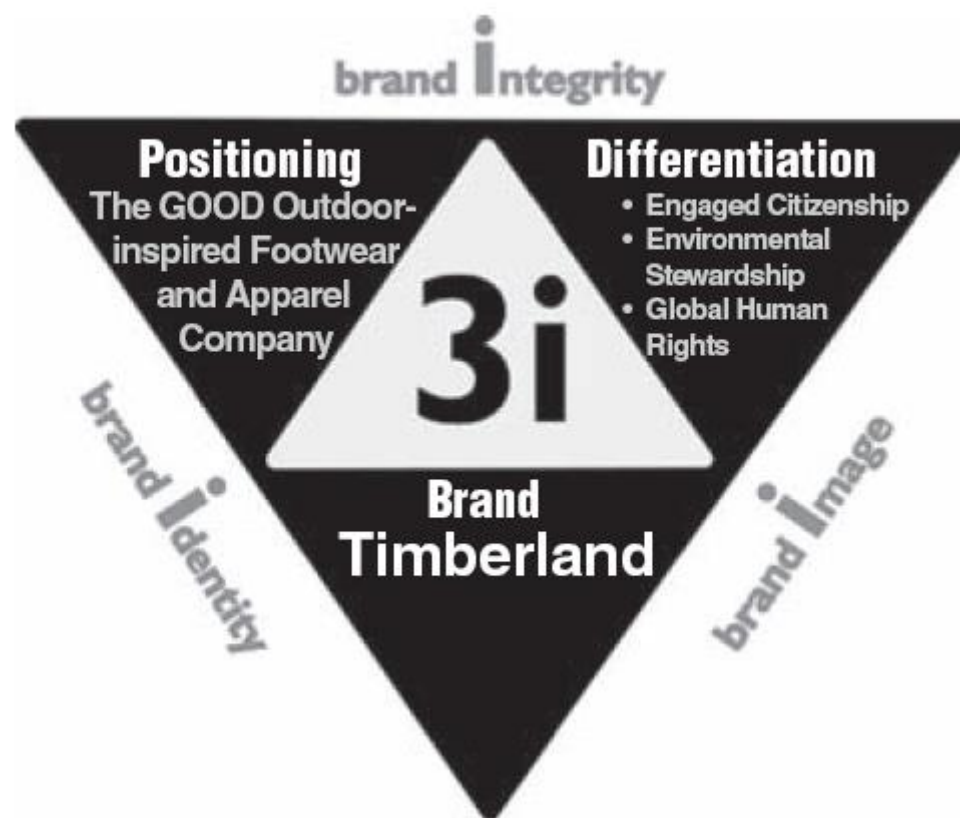 brand integrity
Positioning
The GOOD Outdoor-
inspired Footwear
and Apparel
Company
Differentiation
• Engaged Citizenship
• Environmental
Stewardship
• Global Human
Rights
3i
brand identity
brand image
Brand
Timberland